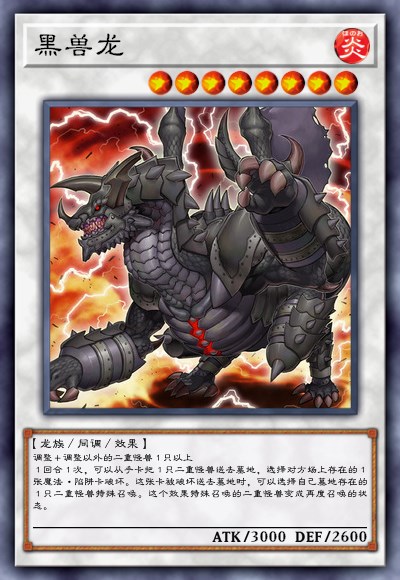 黑兽龙
ほのお
炎
【龙族／同调／效果】
调整＋调整以外的二重怪兽1只以上
1回合1次，可以从手卡把1只二重怪兽送去墓地，选择对方场上存在的1
张魔法·陷阱卡破坏。这张卡被破坏送去墓地时，可以选择自己墓地存在的
1只二重怪兽特殊召唤。这个效果特殊召唤的二重怪兽变成再度召唤的状
态。
ATK/3000 DEF/2600